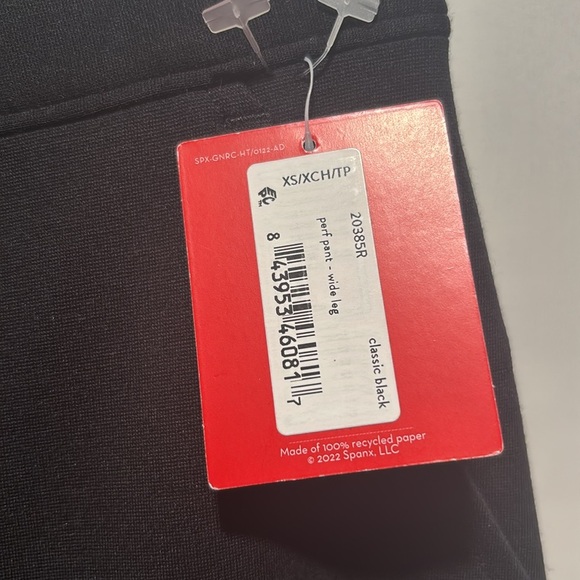 SPX-GNRC-HT/0122-AD
XS/XCH/TP
20385R
perf pant - wide leg
classic black
8 43953 46081 7
Made of 100% recycled paper
© 2022 Spanx, LLC